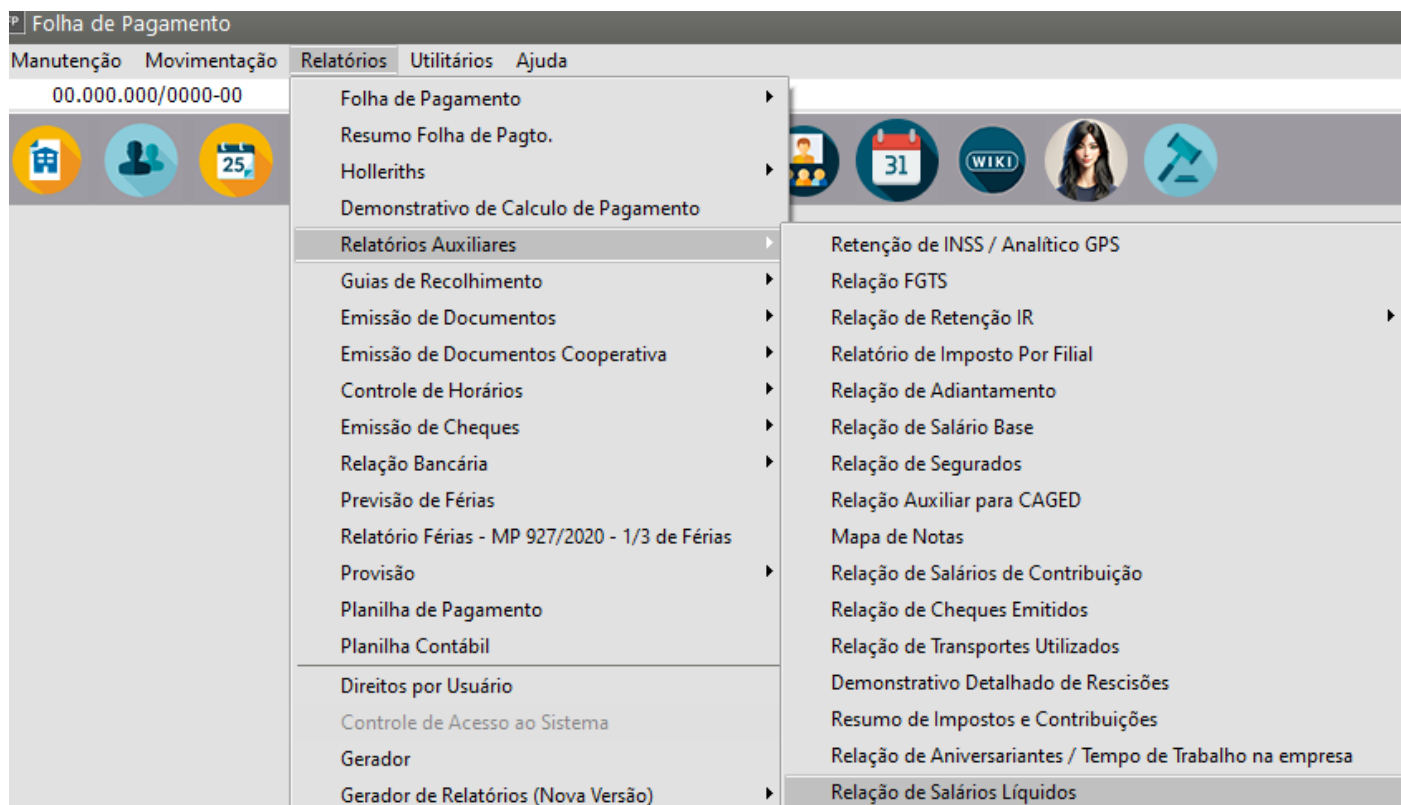 FP Folha de Pagamento
Manutenção Movimentação Relatórios Utilitários Ajuda
00.000.000/0000-00
25
31
WIKI
Folha de Pagamento
Resumo Folha de Pagto.
Holleriths
Demonstrativo de Calculo de Pagamento
Relatórios Auxiliares
Guias de Recolhimento
Emissão de Documentos
Emissão de Documentos Cooperativa
Controle de Horários
Emissão de Cheques
Relação Bancária
Previsão de Férias
Relatório Férias - MP 927/2020 - 1/3 de Férias
Provisão
Planilha de Pagamento
Planilha Contábil
Direitos por Usuário
Controle de Acesso ao Sistema
Gerador
Gerador de Relatórios (Nova Versão)
Retenção de INSS / Analítico GPS
Relação FGTS
Relação de Retenção IR
Relatório de Imposto Por Filial
Relação de Adiantamento
Relação de Salário Base
Relação de Segurados
Relação Auxiliar para CAGED
Mapa de Notas
Relação de Salários de Contribuição
Relação de Cheques Emitidos
Relação de Transportes Utilizados
Demonstrativo Detalhado de Rescisões
Resumo de Impostos e Contribuições
Relação de Aniversariantes / Tempo de Trabalho na empresa
Relação de Salários Líquidos